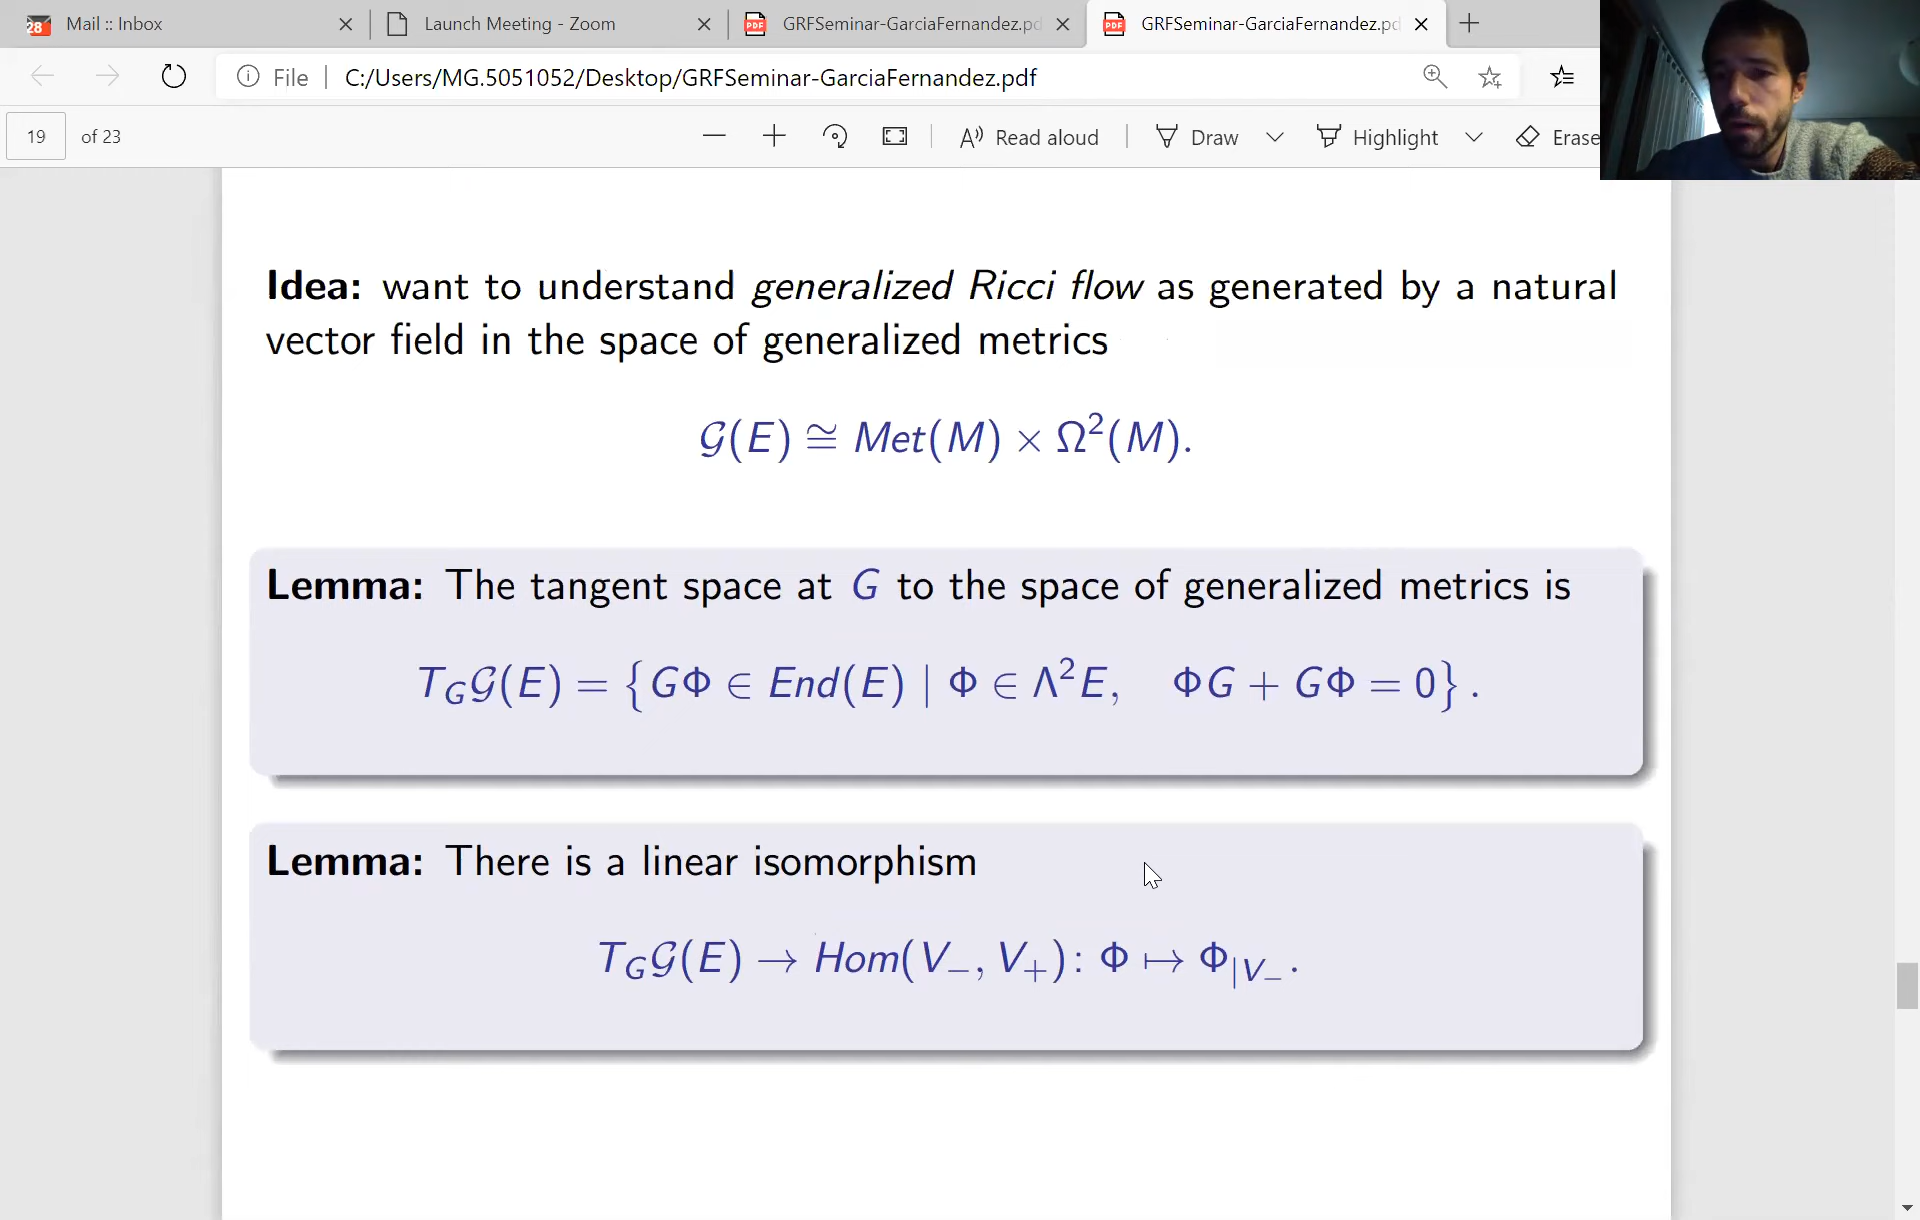 28 Mail :: Inbox
Launch Meeting - Zoom
GRFSeminar-GarciaFernandez.pd
GRFSeminar-GarciaFernandez.pd
File | C:/Users/MG.5051052/Desktop/GRFSeminar-GarciaFernandez.pdf
19 of 23
Read aloud
Draw
Highlight
Erase
Idea: want to understand generalized Ricci flow as generated by a natural
vector field in the space of generalized metrics
𝒢(E) ≅ Met(M) × Ω²(M).
Lemma: The tangent space at G to the space of generalized metrics is
T_G𝒢(E) = {GΦ ∈ End(E) | Φ ∈ Λ²E, ΦG + GΦ = 0}.
Lemma: There is a linear isomorphism
T_G𝒢(E) → Hom(V₋, V₊): Φ ↦ Φ_{|V₋}.